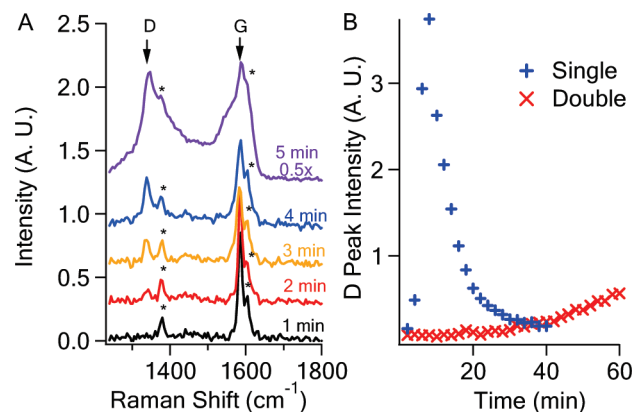 A
D
G
*
*
2.5
2.0
1.5
1.0
0.5
0.0
Intensity (A. U.)
5 min
0.5x
*
*
4 min
*
*
3 min
*
*
2 min
*
*
1 min
1400
1600
1800
Raman Shift (cm-1)
B
3
2
1
D Peak Intensity (A. U.)
Single
Double
0
20
40
60
Time (min)